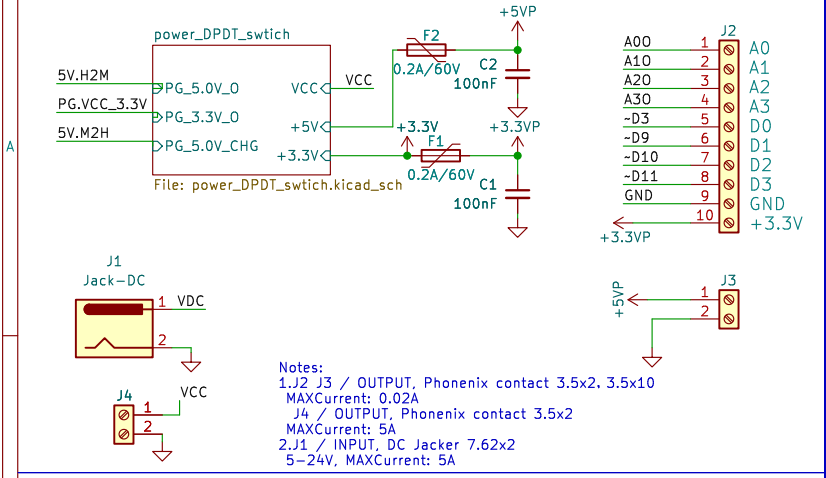 power_DPDT_swtich
5V.H2M
PG.VCC_3.3V
5V.M2H
PG_5.0V_O
PG_3.3V_O
PG_5.0V_CHG
VCC
+5V
+3.3V
VCC
File: power_DPDT_swtich.kicad_sch
F2
0.2A/60V
+5VP
C2
100nF
+3.3V
F1
0.2A/60V
+3.3VP
C1
100nF
J2
A0O 1 A0
A1O 2 A1
A2O 3 A2
A3O 4 A3
~D3 5 D0
~D9 6 D1
~D10 7 D2
~D11 8 D3
GND 9 GND
10 +3.3V
+3.3VP
A
J1
Jack-DC
1 VDC
2
J3
+5VP 1
2
J4
VCC
1
2
Notes:
1.J2 J3 / OUTPUT, Phonenix contact 3.5x2. 3.5x10
MAXCurrent: 0.02A
J4 / OUTPUT, Phonenix contact 3.5x2
MAXCurrent: 5A
2.J1 / INPUT, DC Jacker 7.62x2
5-24V, MAXCurrent: 5A